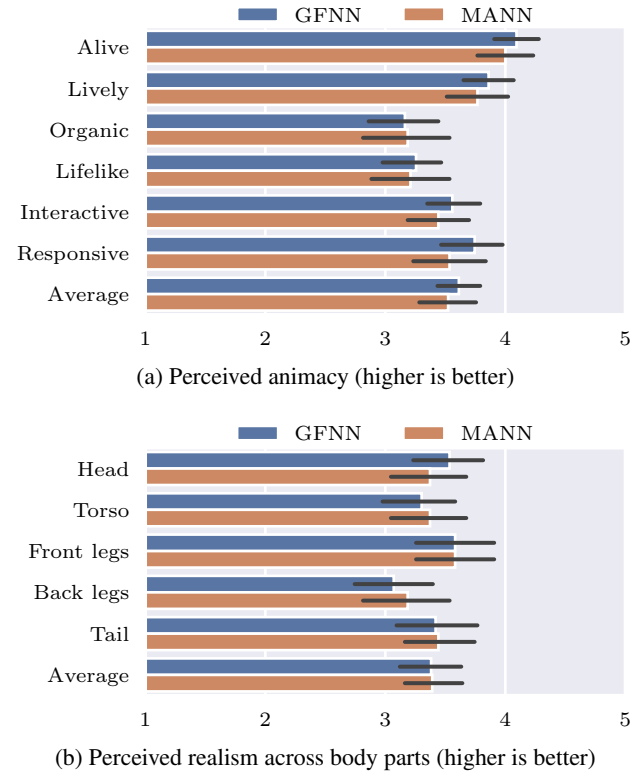 GFNN MANN
Alive
Lively
Organic
Lifelike
Interactive
Responsive
Average
1 2 3 4 5
(a) Perceived animacy (higher is better)
GFNN MANN
Head
Torso
Front legs
Back legs
Tail
Average
1 2 3 4 5
(b) Perceived realism across body parts (higher is better)